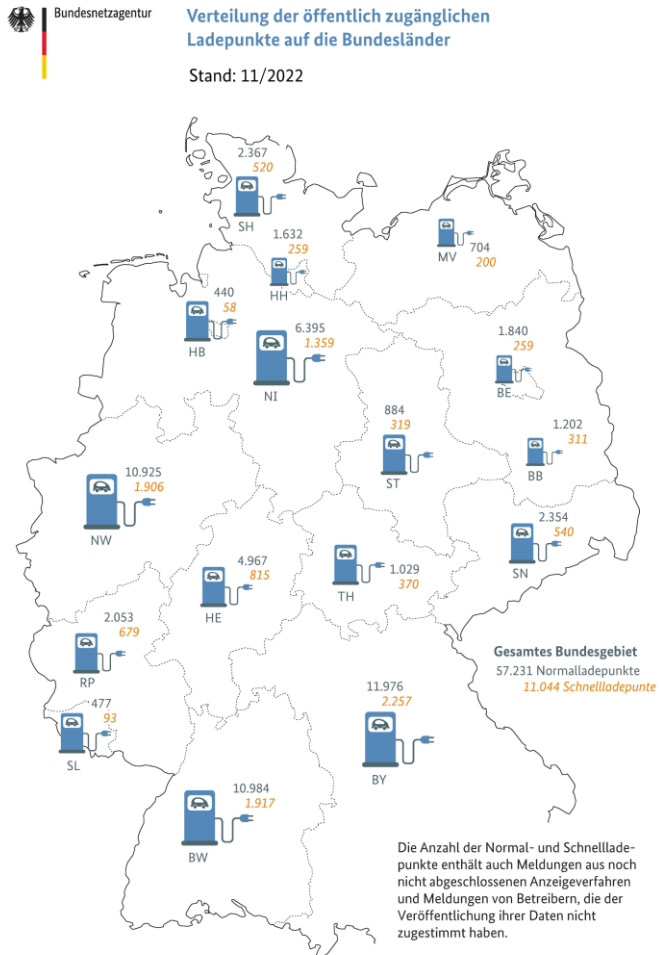 Bundesnetzagentur
Verteilung der öffentlich zugänglichen
Ladepunkte auf die Bundesländer
Stand: 11/2022
2.367
520
SH
1.632
259
HH
MV
704
200
440
58
HB
6.395
1.359
NI
1.840
259
BE
884
319
ST
1.202
311
BB
10.925
1.906
NW
2.354
540
SN
4.967
815
HE
1.029
370
TH
2.053
679
RP
Gesamtes Bundesgebiet
57.231 Normalladepunkte
11.044 Schnellladepunte
477
93
SL
11.976
2.257
BY
10.984
1.917
BW
Die Anzahl der Normal- und Schnelllade-
punkte enthält auch Meldungen aus noch
nicht abgeschlossenen Anzeigeverfahren
und Meldungen von Betreibern, die der
Veröffentlichung ihrer Daten nicht
zugestimmt haben.